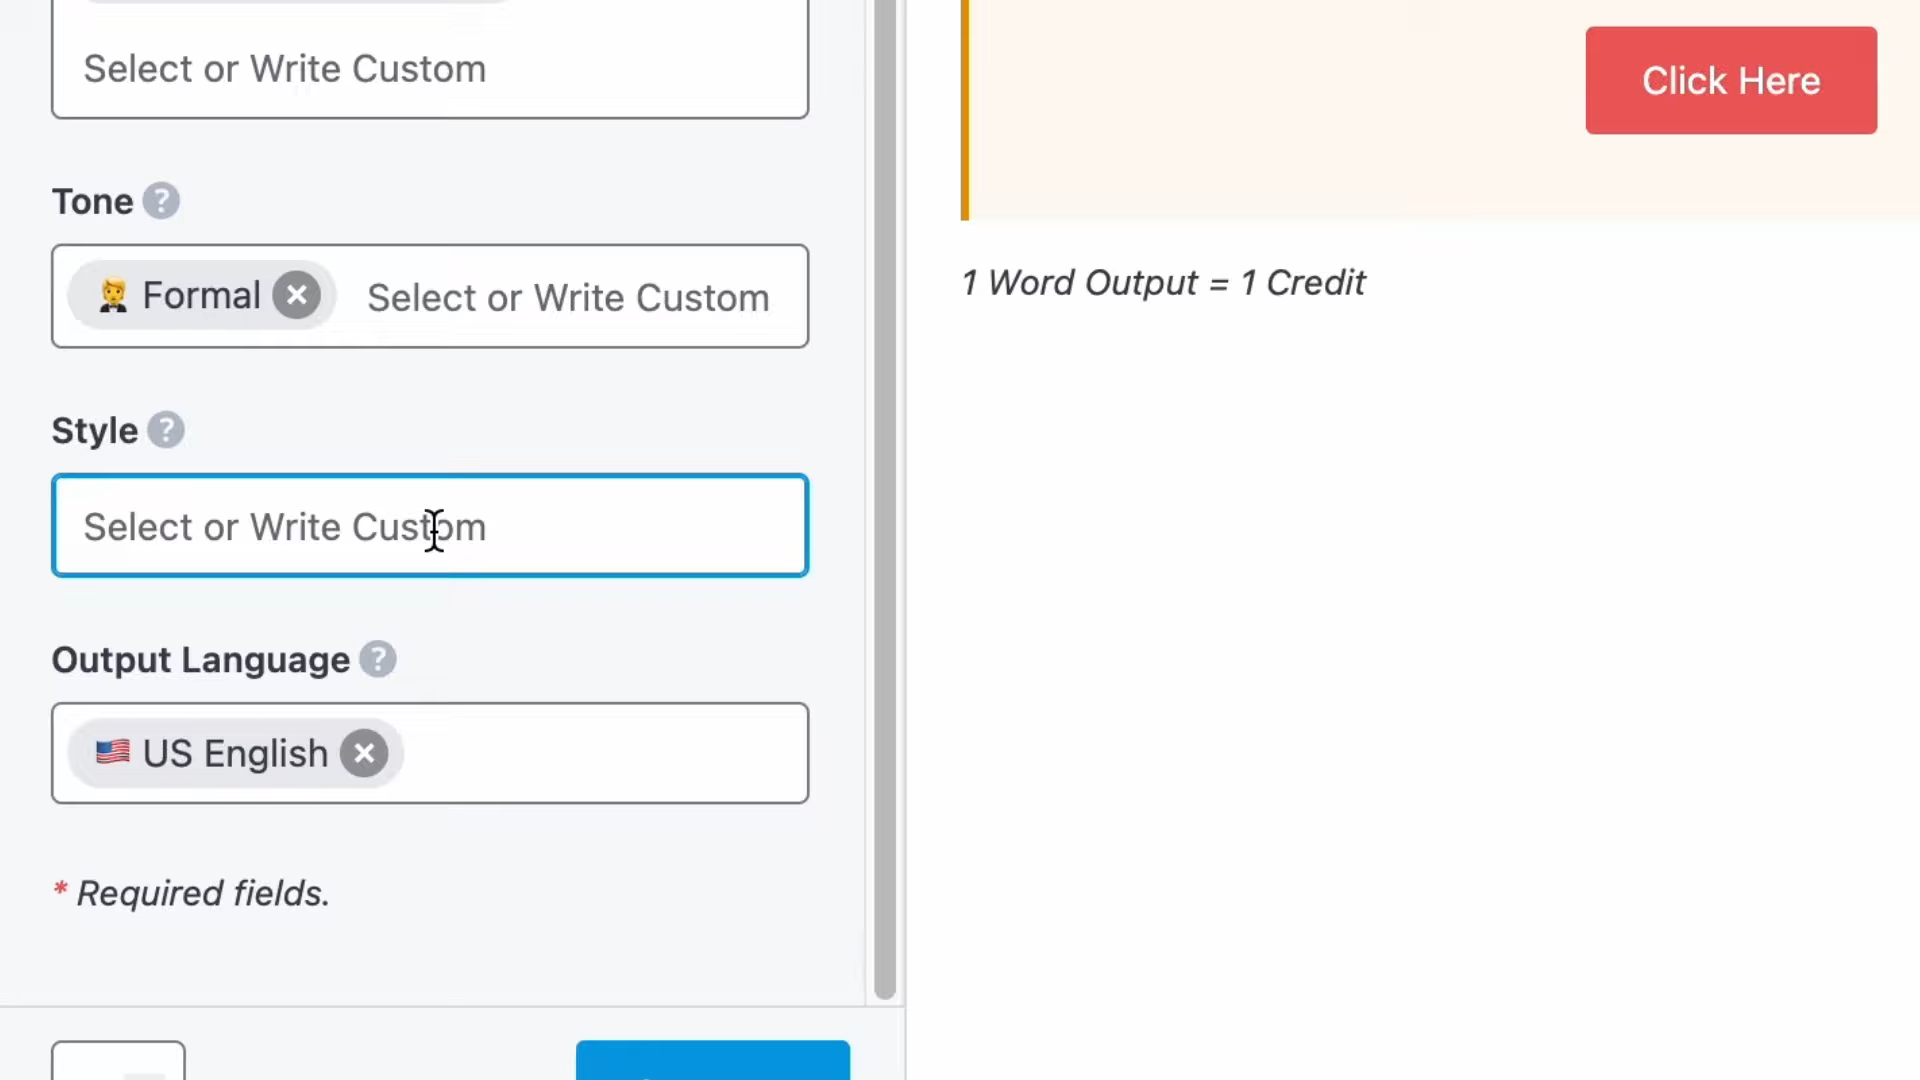 Select or Write Custom
Tone ?
Formal Select or Write Custom
Style ?
Select or Write Custom
Output Language ?
US English
* Required fields.
Click Here
1 Word Output = 1 Credit